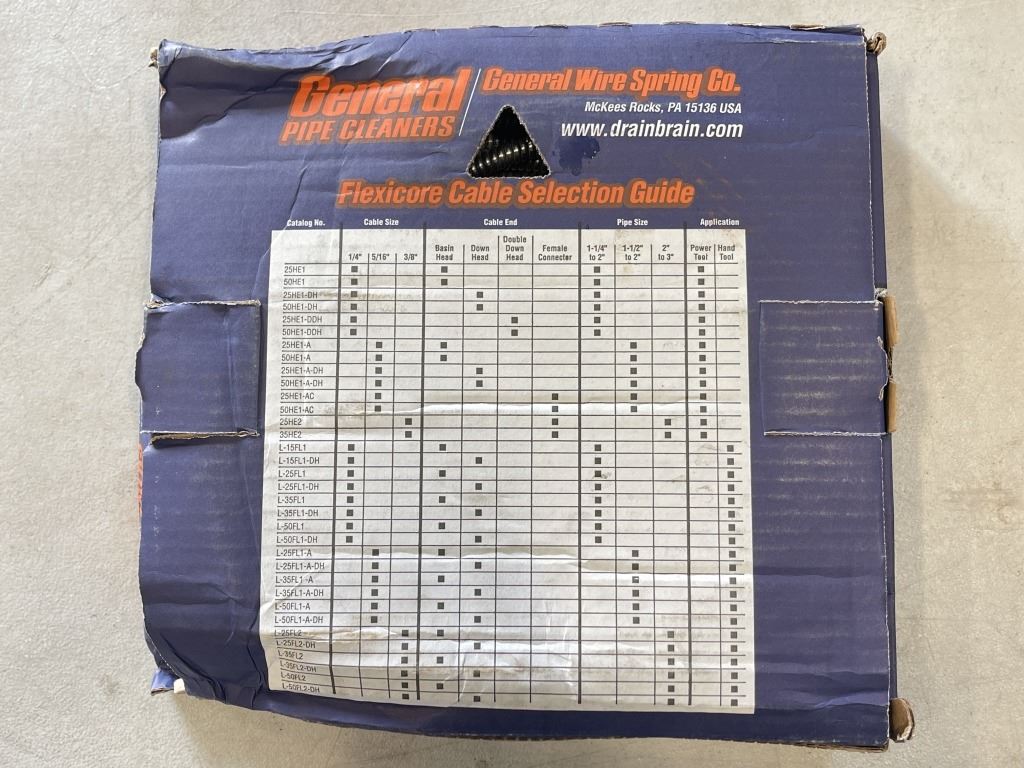 General / General Wire Spring Co.
PIPE CLEANERS McKees Rocks, PA 15136 USA
www.drainbrain.com
Flexicore Cable Selection Guide
Catalog No. Cable Size Cable End Pipe Size Application
1/4" 5/16" 3/8" Basin Head Down Head Double Down Head Female Connector 1-1/4" to 2" 1-1/2" to 2" 2" to 3" Power Tool Hand Tool
25HE1 ■ ■ ■ ■
50HE1 ■ ■ ■ ■
25HE1-DH ■ ■ ■ ■
50HE1-DH ■ ■ ■ ■
25HE1-DDH ■ ■ ■ ■
50HE1-DDH ■ ■ ■ ■
25HE1-A ■ ■ ■ ■
50HE1-A ■ ■ ■ ■
25HE1-A-DH ■ ■ ■ ■
50HE1-A-DH ■ ■ ■ ■
25HE1-AC ■ ■ ■ ■
50HE1-AC ■ ■ ■ ■
25HE2 ■ ■ ■ ■
35HE2 ■ ■ ■ ■
L-15FL1 ■ ■ ■ ■
L-15FL1-DH ■ ■ ■ ■
L-25FL1 ■ ■ ■ ■
L-25FL1-DH ■ ■ ■ ■
L-35FL1 ■ ■ ■ ■
L-35FL1-DH ■ ■ ■ ■
L-50FL1 ■ ■ ■ ■
L-50FL1-DH ■ ■ ■ ■
L-25FL1-A ■ ■ ■ ■
L-25FL1-A-DH ■ ■ ■ ■
L-35FL1-A ■ ■ ■ ■
L-35FL1-A-DH ■ ■ ■ ■
L-50FL1-A ■ ■ ■ ■
L-50FL1-A-DH ■ ■ ■ ■
L-25FL2 ■ ■ ■ ■
L-25FL2-DH ■ ■ ■ ■
L-35FL2 ■ ■ ■ ■
L-35FL2-DH ■ ■ ■ ■
L-50FL2 ■ ■ ■ ■
L-50FL2-DH ■ ■ ■ ■